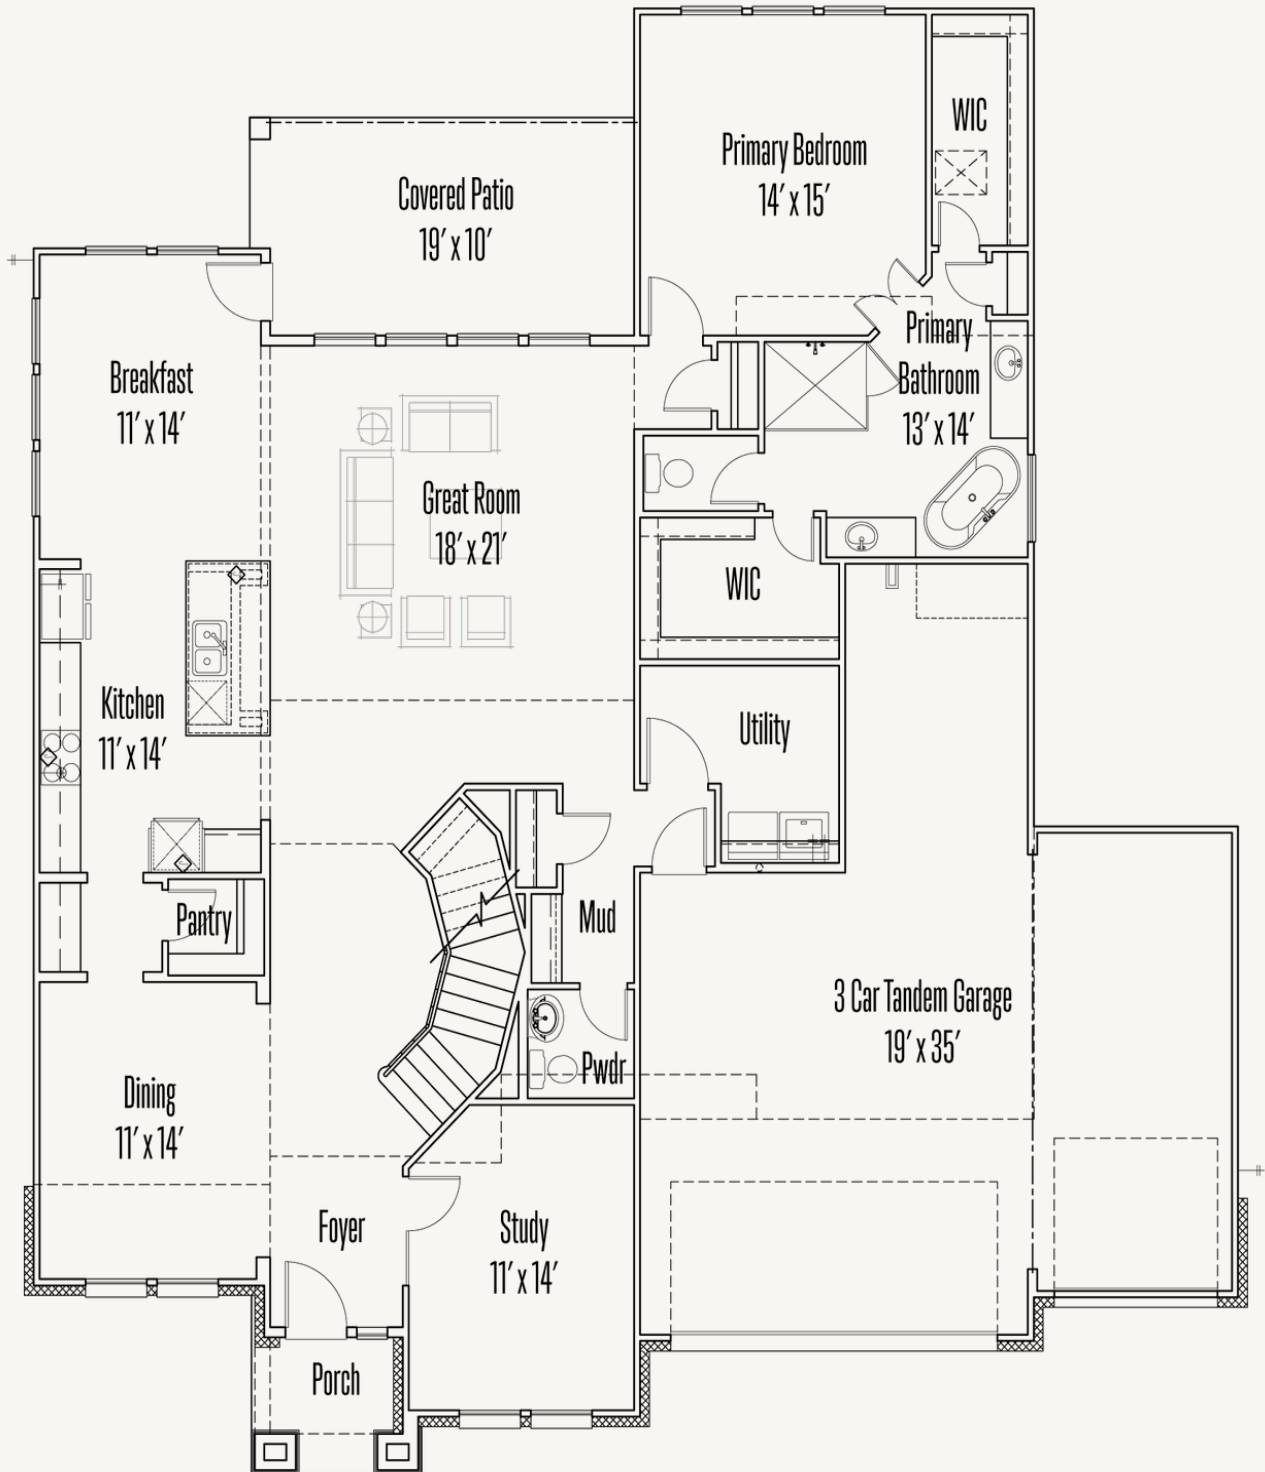 WIC
Primary Bedroom
14' x 15'
Covered Patio
19' x 10'
Primary
Bathroom
13' x 14'
Breakfast
11' x 14'
Great Room
18' x 21'
WIC
Kitchen
11' x 14'
Utility
Pantry
Mud
3 Car Tandem Garage
19' x 35'
Pwdr
Dining
11' x 14'
Foyer
Study
11' x 14'
Porch